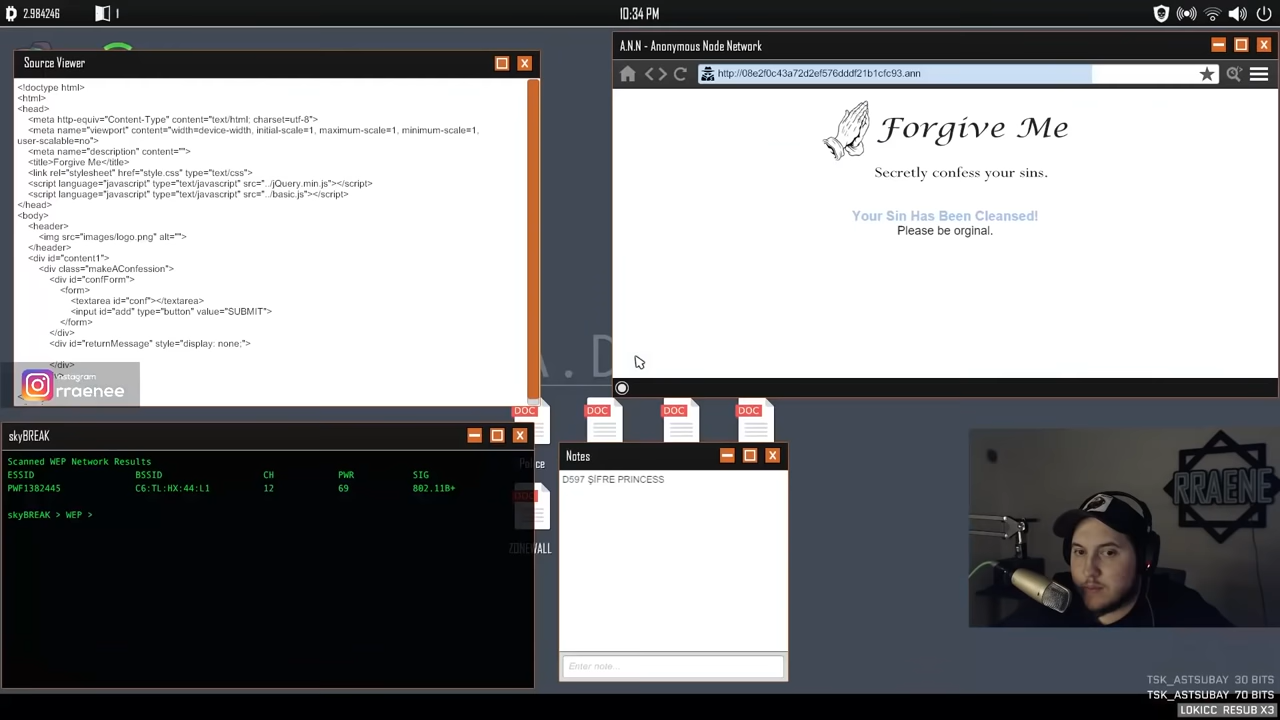 2.984246
1
10:34 PM
Source Viewer
<!doctype html>
<html>
<head>
<meta http-equiv="Content-Type" content="text/html; charset=utf-8">
<meta name="viewport" content="width=device-width, initial-scale=1, maximum-scale=1, minimum-scale=1,
user-scalable=no">
<meta name="description" content="">
<title>Forgive Me</title>
<link rel="stylesheet" href="style.css" type="text/css">
<script language="javascript" type="text/javascript" src="../jQuery.min.js"></script>
<script language="javascript" type="text/javascript" src="../basic.js"></script>
</head>
<body>
<header>
<img src="images/logo.png" alt="">
</header>
<div id="content1">
<div class="makeAConfession">
<div id="confForm">
<form>
<textarea id="conf"></textarea>
<input id="add" type="button" value="SUBMIT">
</form>
</div>
<div id="returnMessage" style="display: none;">
</div>
Instagram
rraenee
A.N.N - Anonymous Node Network
http://08e2f0c43a72d2ef576dddf21b1cfc93.ann
Forgive Me
Secretly confess your sins.
Your Sin Has Been Cleansed!
Please be orginal.
A.D
DOC
DOC
DOC
DOC
skyBREAK
Scanned WEP Network Results
ESSID BSSID CH PWR SIG
PWF1382445 C6:TL:HX:44:L1 12 69 802.11B+
skyBREAK > WEP >
Notes
D597 ŞİFRE PRINCESS
Enter note...
RRAENE
TSK_ASTSUBAY 30 BITS
TSK_ASTSUBAY 70 BITS
LOKICC RESUB X3